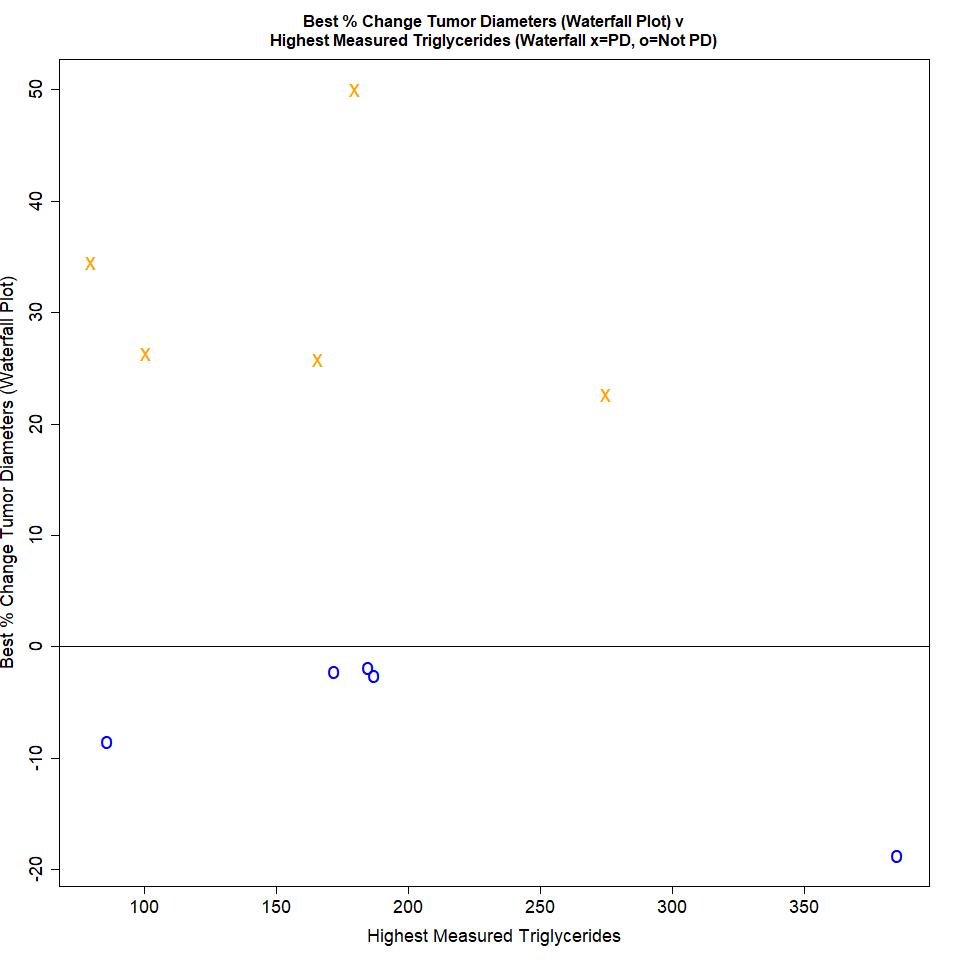 Best % Change Tumor Diameters (Waterfall Plot) v
Highest Measured Triglycerides (Waterfall x=PD, o=Not PD)
Best % Change Tumor Diameters (Waterfall Plot)
50
40
30
20
10
0
-10
-20
X
X
X
X
X
O
O
O
O
O
100 150 200 250 300 350
Highest Measured Triglycerides